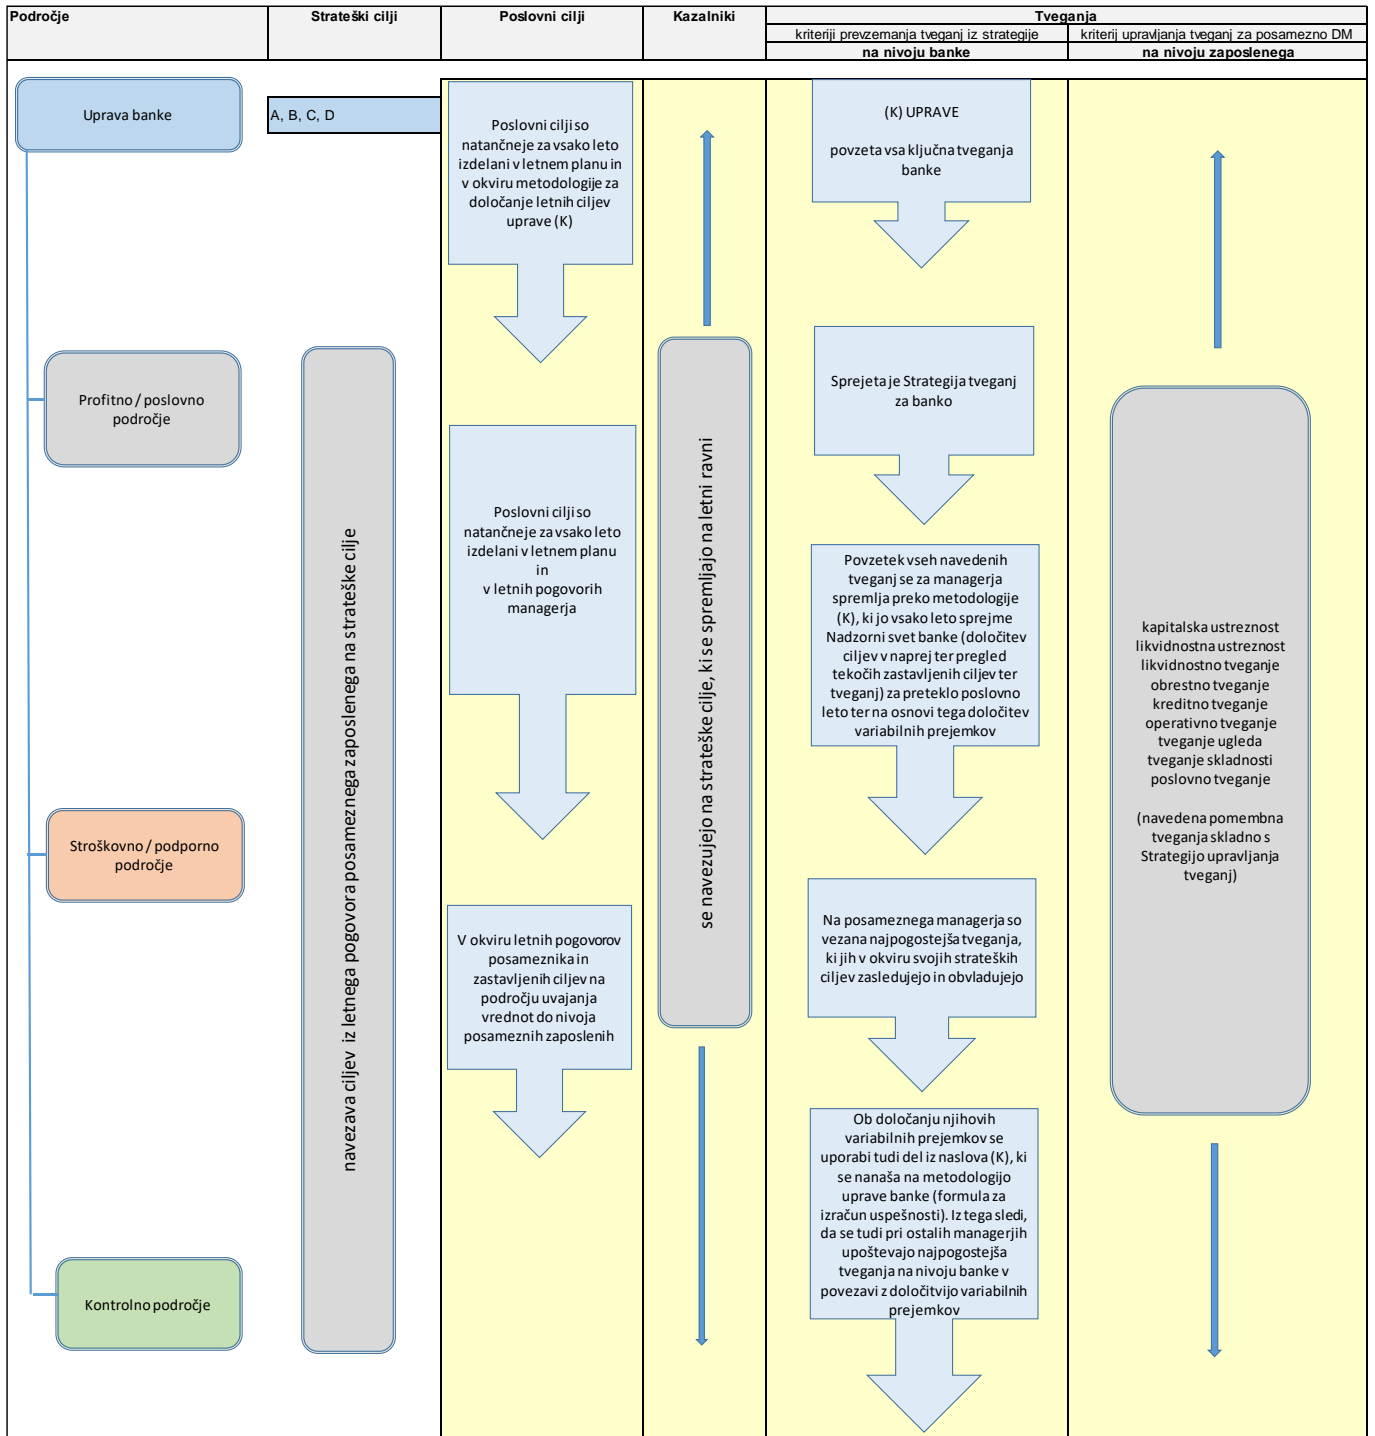 Področje
Strateški cilji
Poslovni cilji
Kazalniki
Tveganja
kriteriji prevzemanja tveganj iz strategije
kriterij upravljanja tveganj za posamezno DM
na nivoju banke
na nivoju zaposlenega
Uprava banke
A, B, C, D
Profitno / poslovno
področje
Stroškovno / podporno
področje
Kontrolno področje
navezava ciljev iz letnega pogovora posameznega zaposlenega na strateške cilje
Poslovni cilji so
natančneje za vsako leto
izdelani v letnem planu in
v okviru metodologije za
določanje letnih ciljev
uprave (K)
Poslovni cilji so
natančneje za vsako leto
izdelani v letnem planu
in
v letnih pogovorih
managerja
V okviru letnih pogovorov
posameznika in
zastavljenih ciljev na
področju uvajanja
vrednot do nivoja
posameznih zaposlenih
se navezujejo na strateške cilje, ki se spremljajo na letni ravni
(K) UPRAVE
povzeta vsa ključna tveganja
banke
Sprejeta je Strategija tveganj
za banko
Povzetek vseh navedenih
tveganj se za managerja
spremlja preko metodologije
(K), ki jo vsako leto sprejme
Nadzorni svet banke (določitev
ciljev v naprej ter pregled
tekočih zastavljenih ciljev ter
tveganj) za preteklo poslovno
leto ter na osnovi tega določitev
variabilnih prejemkov
Na posameznega managerja so
vezana najpogostejša tveganja,
ki jih v okviru svojih strateških
ciljev zasledujejo in obvladujejo
Ob določanju njihovih
variabilnih prejemkov se
uporabi tudi del iz naslova (K), ki
se nanaša na metodologijo
uprave banke (formula za
izračun uspešnosti). Iz tega sledi,
da se tudi pri ostalih managerjih
upoštevajo najpogostejša
tveganja na nivoju banke v
povezavi z določitvijo variabilnih
prejemkov
kapitalska ustreznost
likvidnostna ustreznost
likvidnostno tveganje
obrestno tveganje
kreditno tveganje
operativno tveganje
tveganje ugleda
tveganje skladnosti
poslovno tveganje
(navedena pomembna
tveganja skladno s
Strategijo upravljanja
tveganj)